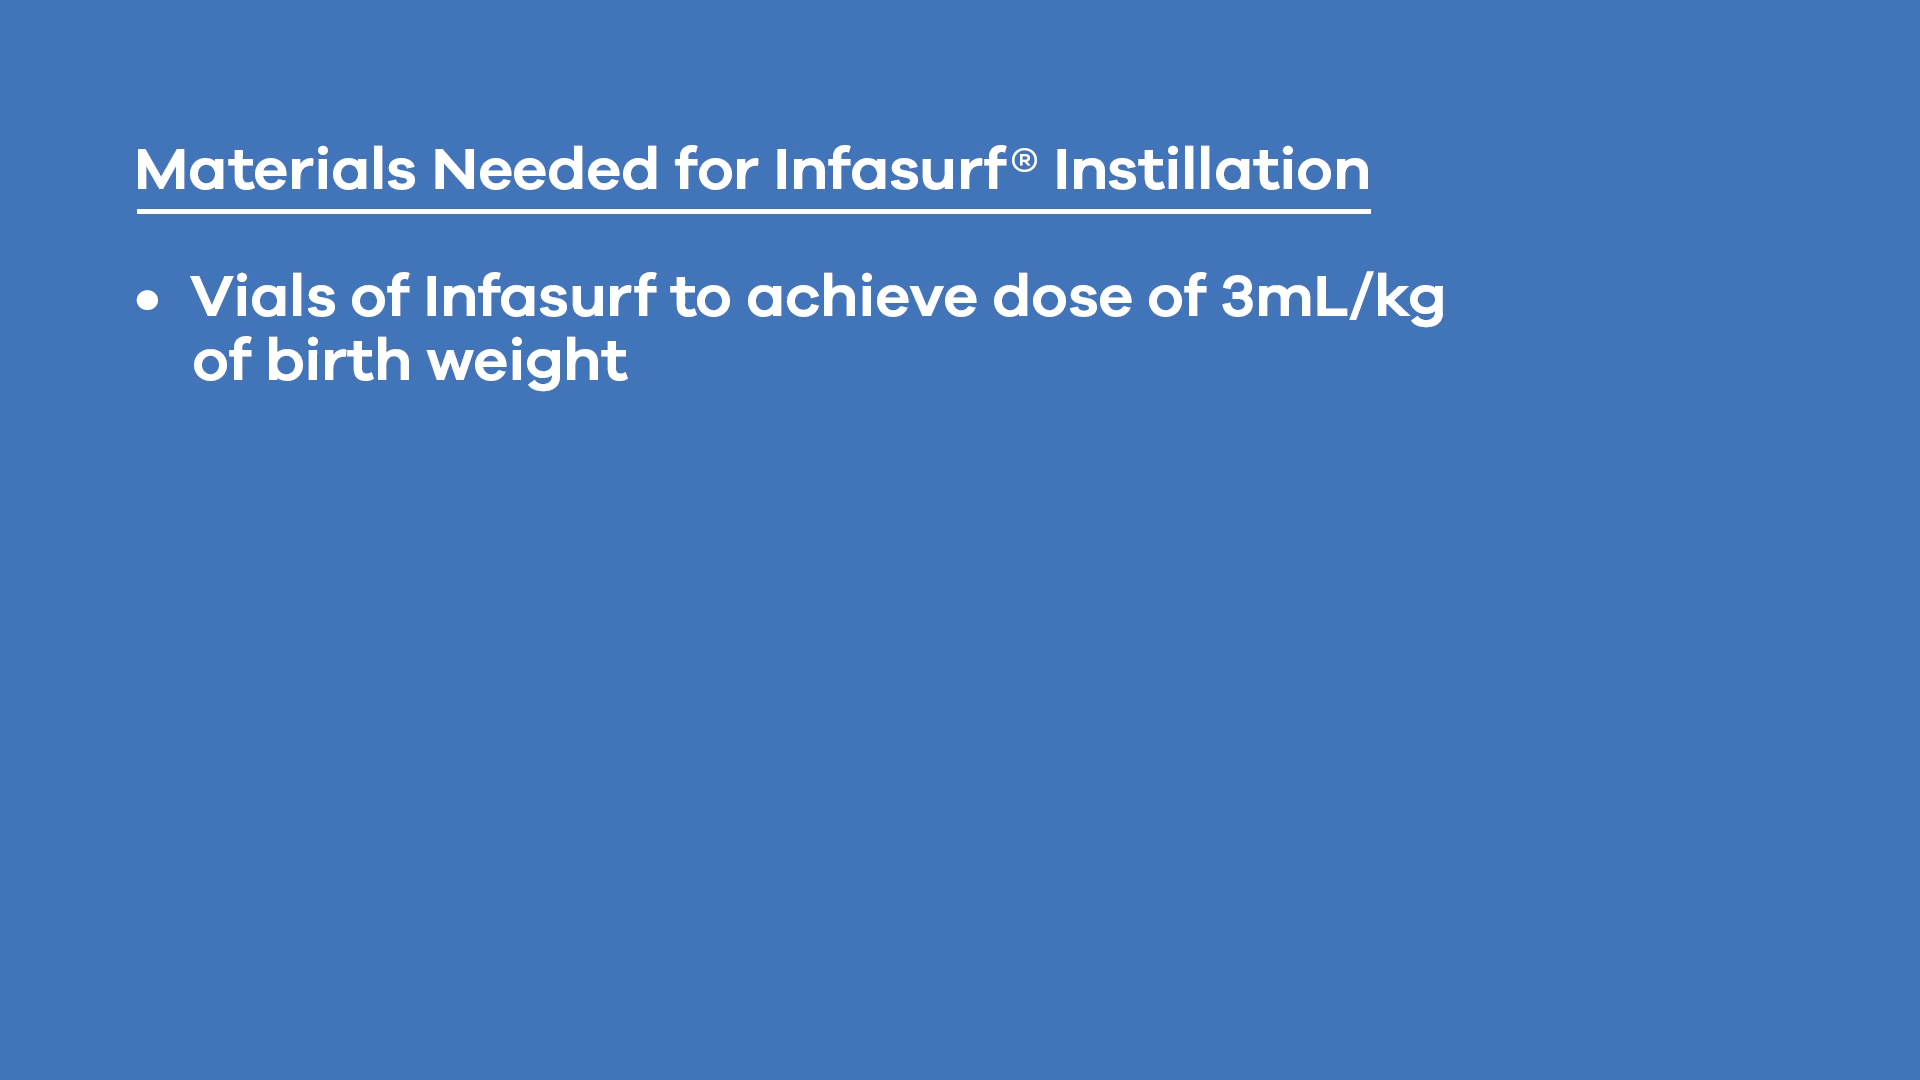 Materials Needed for Infasurf® Instillation
• Vials of Infasurf to achieve dose of 3mL/kg
of birth weight